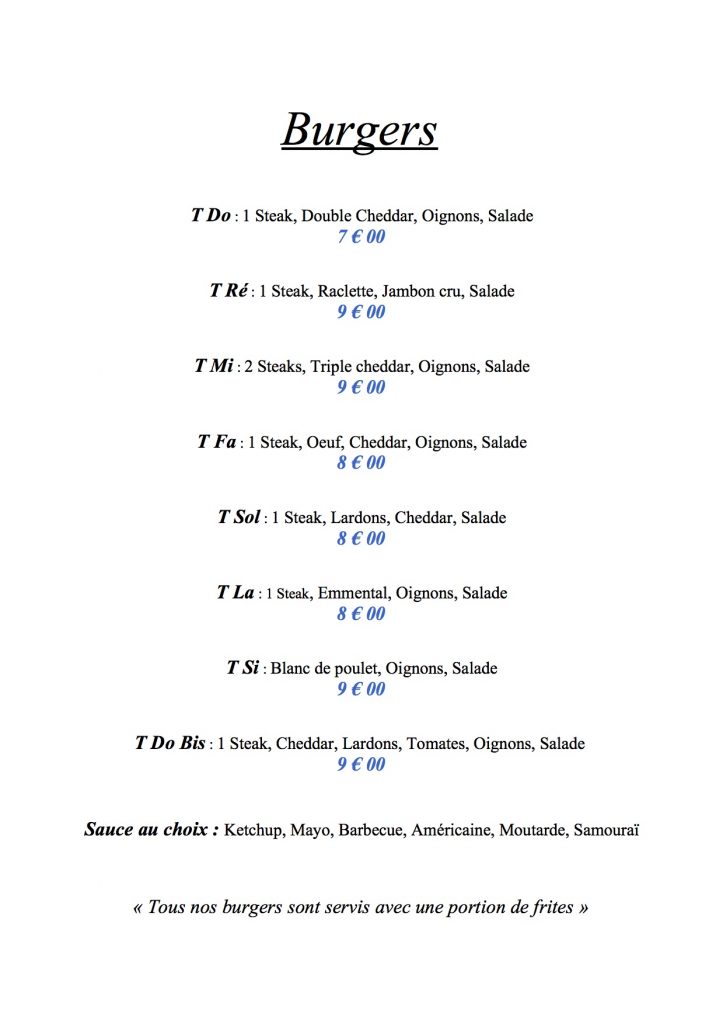 Burgers
T Do : 1 Steak, Double Cheddar, Oignons, Salade
7 € 00
T Ré : 1 Steak, Raclette, Jambon cru, Salade
9 € 00
T Mi : 2 Steaks, Triple cheddar, Oignons, Salade
9 € 00
T Fa : 1 Steak, Oeuf, Cheddar, Oignons, Salade
8 € 00
T Sol : 1 Steak, Lardons, Cheddar, Salade
8 € 00
T La : 1 Steak, Emmental, Oignons, Salade
8 € 00
T Si : Blanc de poulet, Oignons, Salade
9 € 00
T Do Bis : 1 Steak, Cheddar, Lardons, Tomates, Oignons, Salade
9 € 00
Sauce au choix : Ketchup, Mayo, Barbecue, Américaine, Moutarde, Samouraï
« Tous nos burgers sont servis avec une portion de frites »